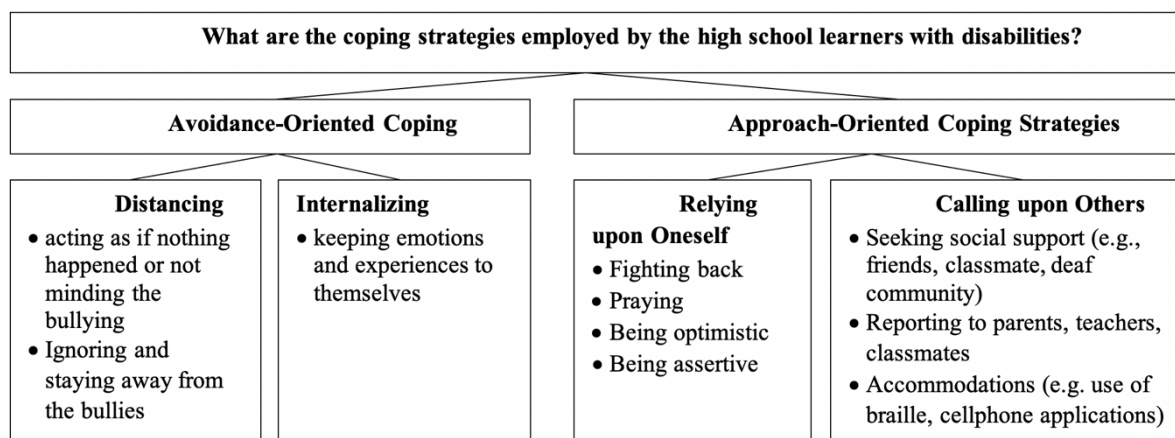 What are the coping strategies employed by the high school learners with disabilities?
Avoidance-Oriented Coping
Approach-Oriented Coping Strategies
Distancing
• acting as if nothing
happened or not
minding the
bullying
• Ignoring and
staying away from
the bullies
Internalizing
• keeping emotions
and experiences to
themselves
Relying
upon Oneself
• Fighting back
• Praying
• Being optimistic
• Being assertive
Calling upon Others
• Seeking social support (e.g.,
friends, classmate, deaf
community)
• Reporting to parents, teachers,
classmates
• Accommodations (e.g. use of
braille, cellphone applications)